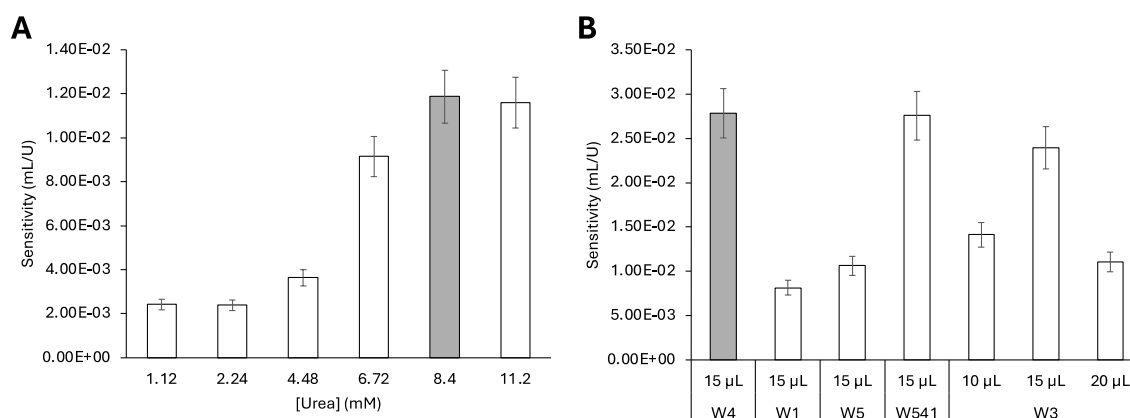 A
Sensitivity (mL/U)
1.40E-02
1.20E-02
1.00E-02
8.00E-03
6.00E-03
4.00E-03
2.00E-03
0.00E+00
1.12 2.24 4.48 6.72 8.4 11.2
[Urea] (mM)
B
Sensitivity (mL/U)
3.50E-02
3.00E-02
2.50E-02
2.00E-02
1.50E-02
1.00E-02
5.00E-03
0.00E+00
15 µL 15 µL 15 µL 15 µL 10 µL 15 µL 20 µL
W4 W1 W5 W541 W3